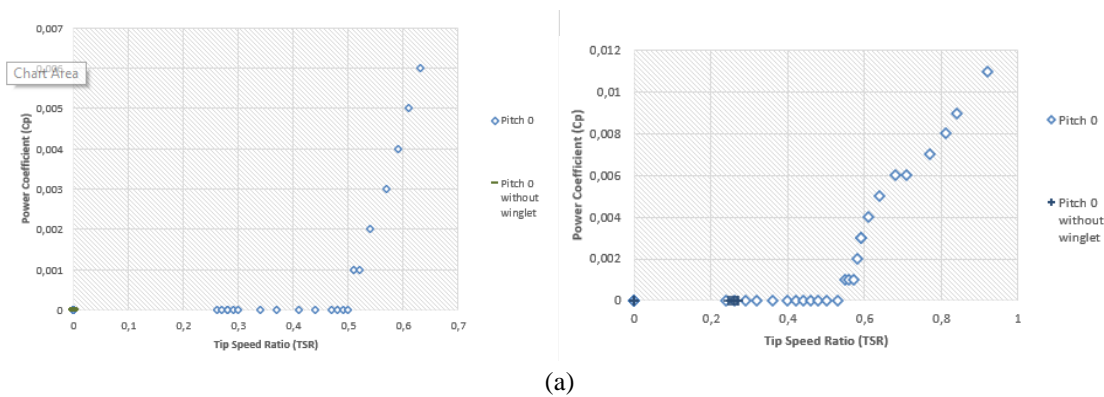 0,007
0,006
Chart Area
0,005
0,004
0,003
0,002
0,001
0
Power Coefficient (Cp)
0 0,1 0,2 0,3 0,4 0,5 0,6 0,7
Tip Speed Ratio (TSR)
Pitch 0
Pitch 0
without
winglet
0,012
0,01
0,008
0,006
0,004
0,002
0
Power Coefficient (Cp)
0 0,2 0,4 0,6 0,8 1
Tip Speed Ratio (TSR)
Pitch 0
Pitch 0
without
winglet
(a)